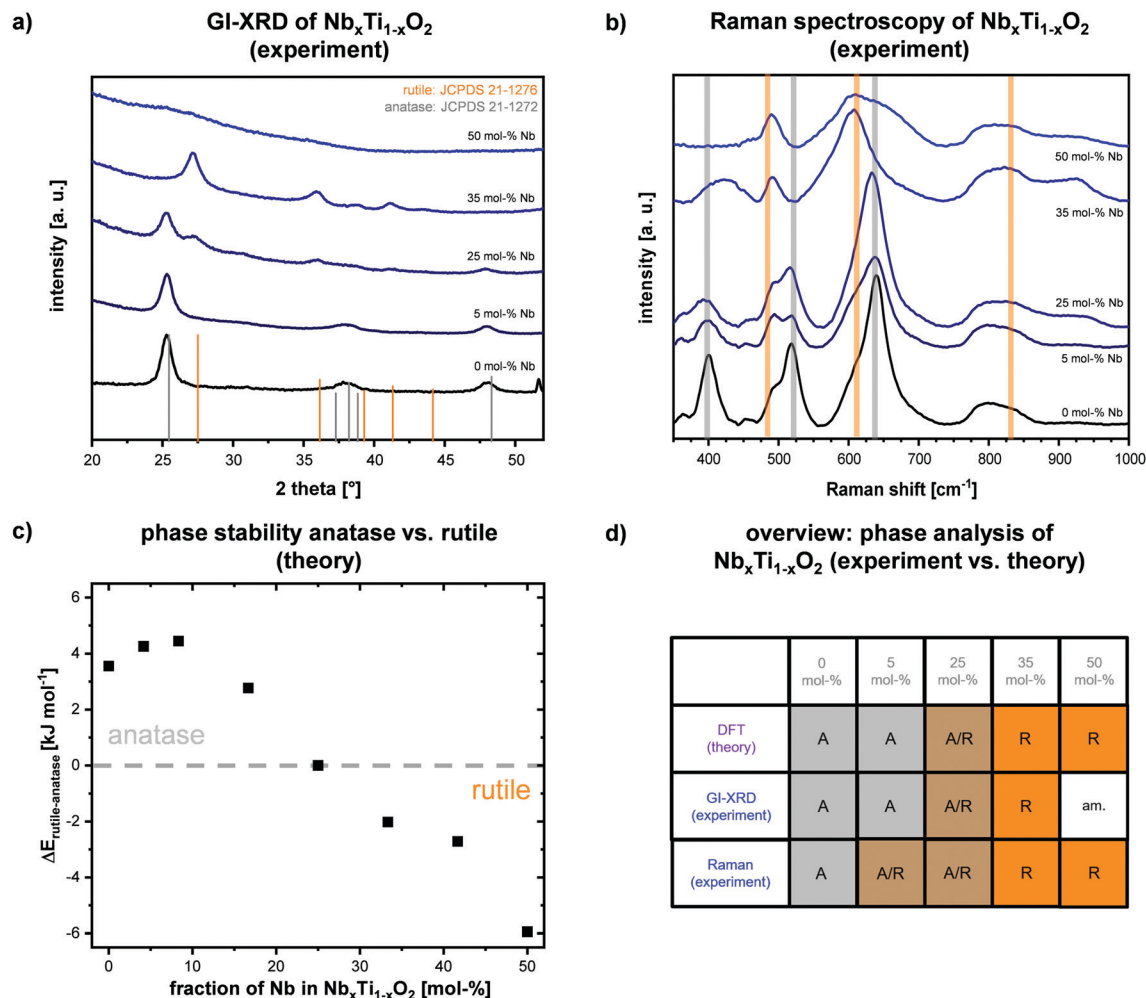 a)
GI-XRD of NbxTi1-xO2
(experiment)
rutile: JCPDS 21-1276
anatase: JCPDS 21-1272
50 mol-% Nb
35 mol-% Nb
25 mol-% Nb
5 mol-% Nb
0 mol-% Nb
intensity [a. u.]
20 25 30 35 40 45 50
2 theta [°]
b)
Raman spectroscopy of NbxTi1-xO2
(experiment)
50 mol-% Nb
35 mol-% Nb
25 mol-% Nb
5 mol-% Nb
0 mol-% Nb
intensity [a. u.]
400 500 600 700 800 900 1000
Raman shift [cm-1]
c)
phase stability anatase vs. rutile
(theory)
6
4
2
0
-2
-4
-6
ΔErutile-anatase [kJ mol-1]
anatase
rutile
0 10 20 30 40 50
fraction of Nb in NbxTi1-xO2 [mol-%]
d)
overview: phase analysis of
NbxTi1-xO2 (experiment vs. theory)
0 5 25 35 50
mol-% mol-% mol-% mol-% mol-%
DFT
(theory)
A A A/R R R
GI-XRD
(experiment)
A A A/R R am.
Raman
(experiment)
A A/R A/R R R